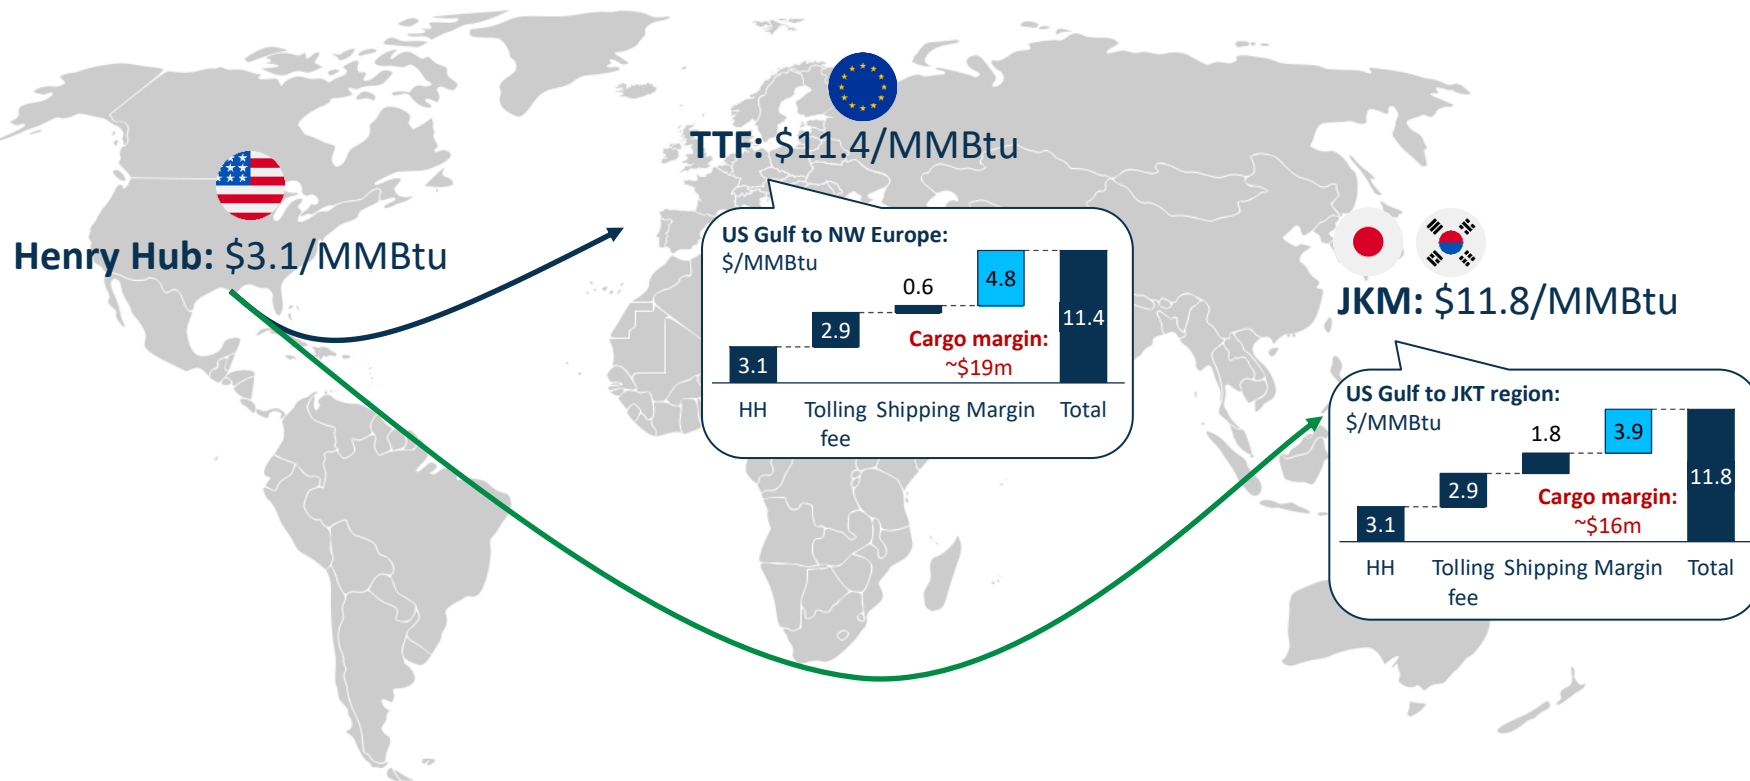 TTF: $11.4/MMBtu
Henry Hub: $3.1/MMBtu
US Gulf to NW Europe:
$/MMBtu
3.1
2.9
0.6
4.8
11.4
Cargo margin:
~$19m
HH
Tolling
fee
Shipping
Margin
Total
JKM: $11.8/MMBtu
US Gulf to JKT region:
$/MMBtu
3.1
2.9
1.8
3.9
11.8
Cargo margin:
~$16m
HH
Tolling
fee
Shipping
Margin
Total